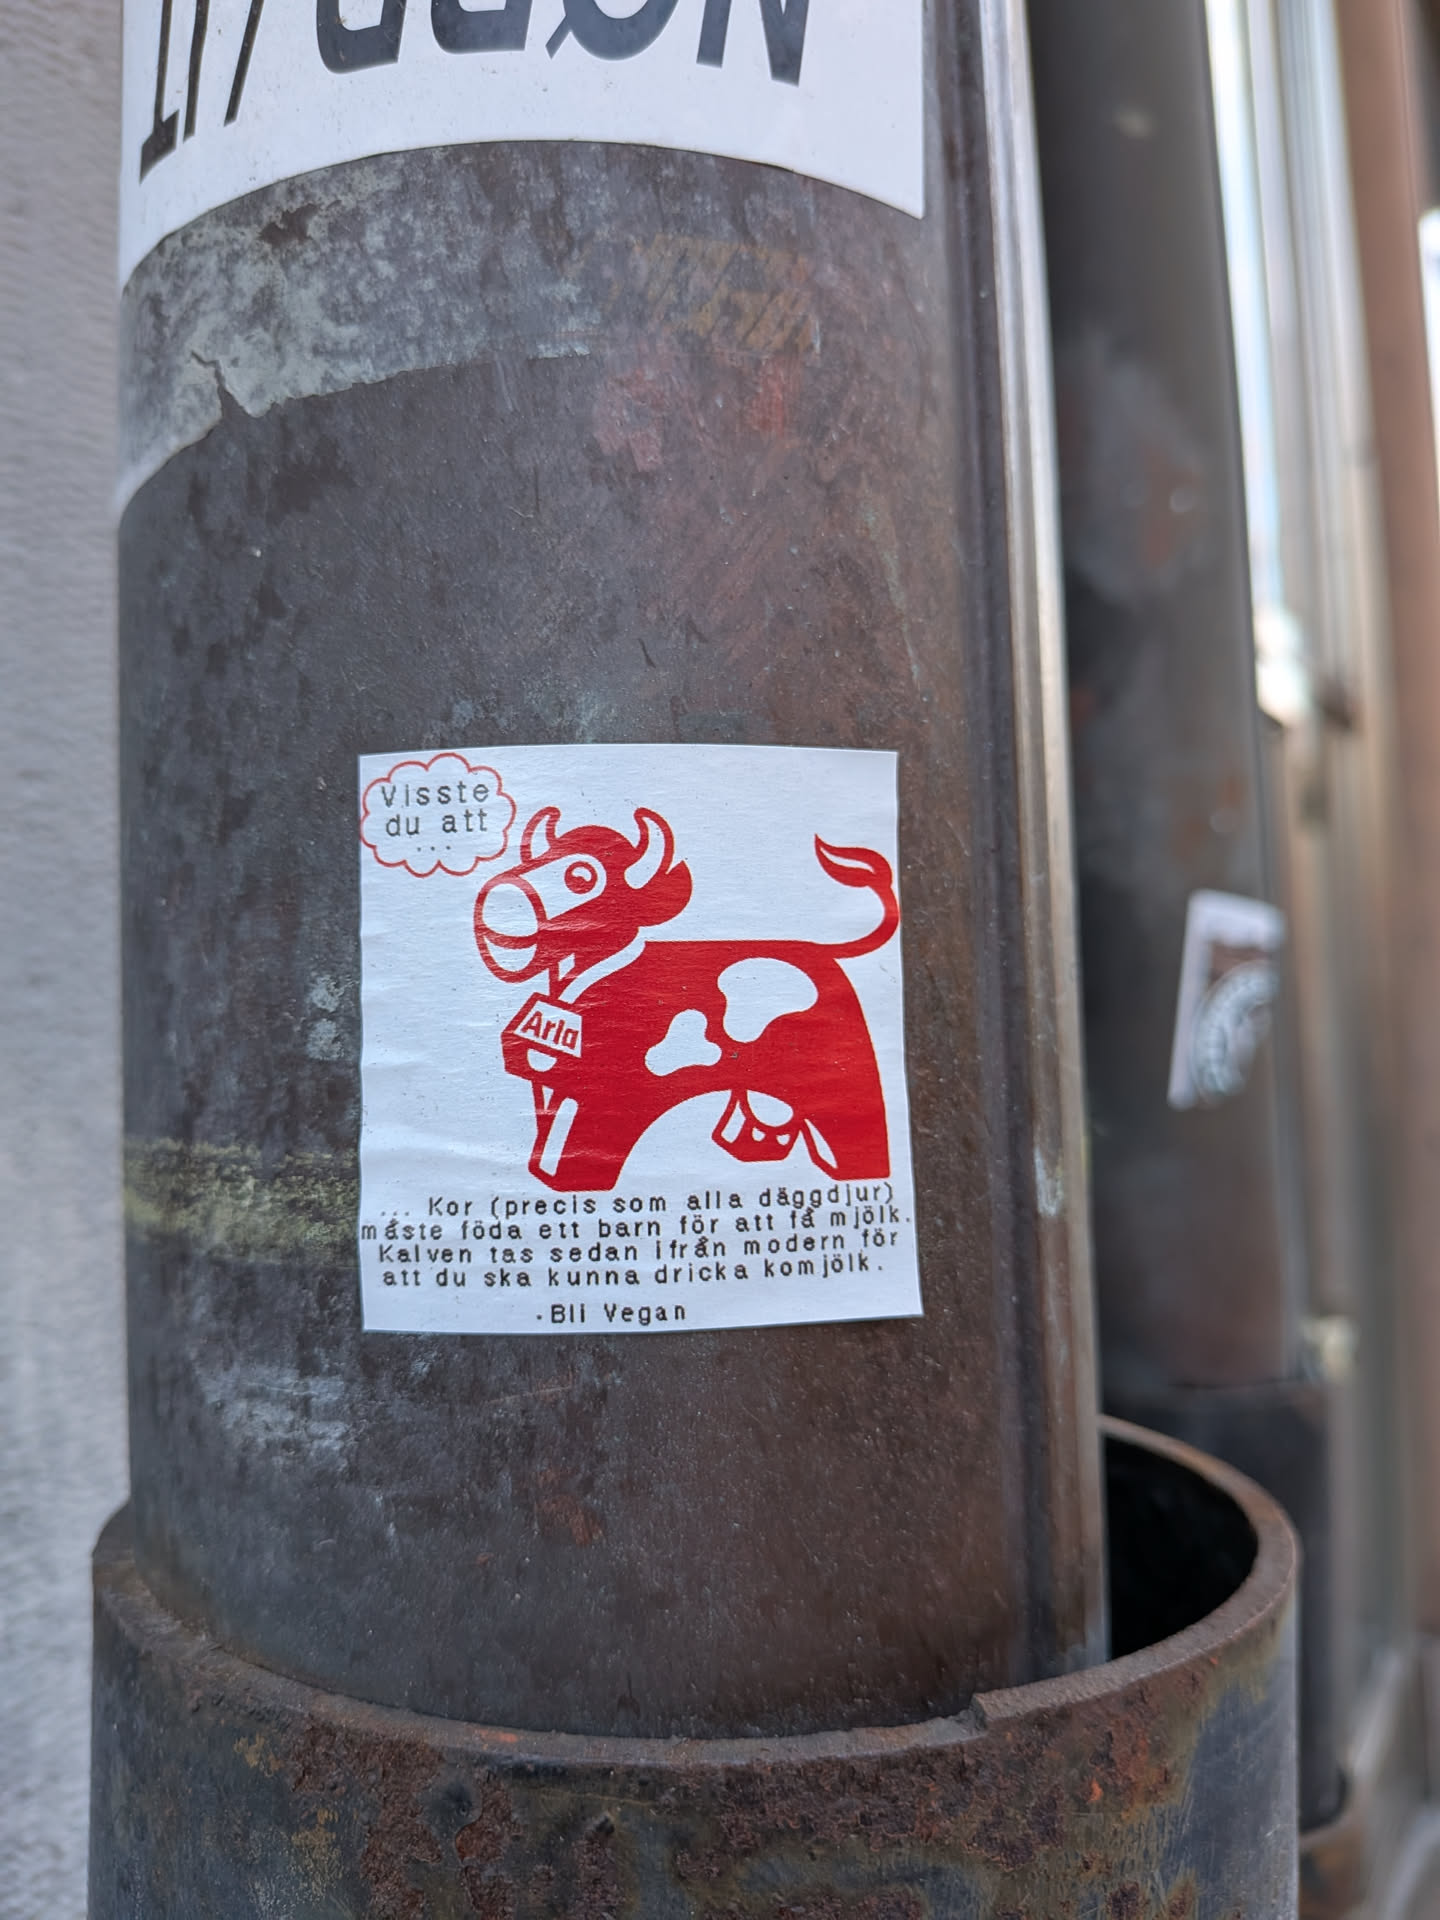 Visste
du att
...
Arla
... Kor (precis som alla däggdjur)
måste föda ett barn för att få mjölk.
Kalven tas sedan ifrån modern för
att du ska kunna dricka komjölk.
.Bli Vegan